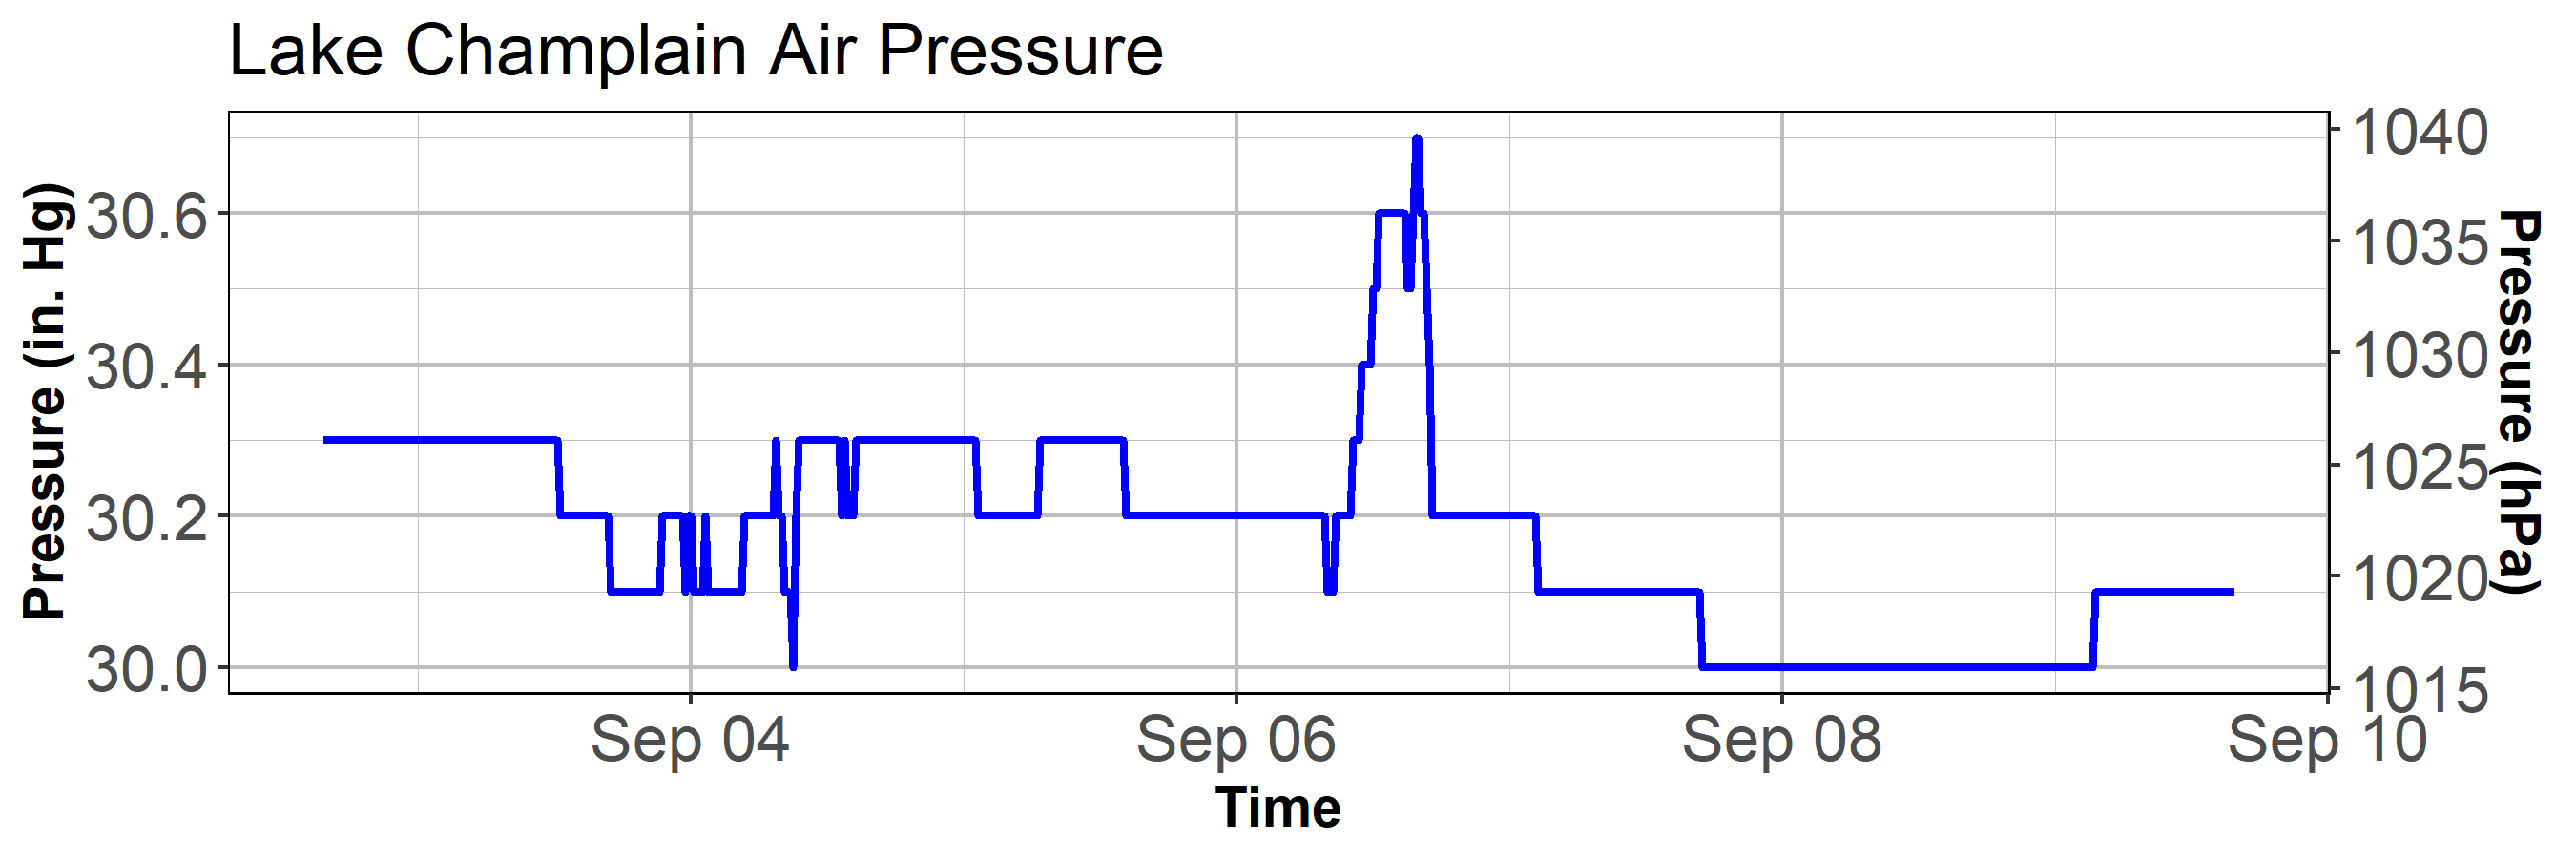 Lake Champlain Air Pressure
Pressure (in. Hg)
30.6
30.4
30.2
30.0
1040
1035
1030
1025
1020
1015
Pressure (hPa)
Sep 04
Sep 06
Sep 08
Sep 10
Time